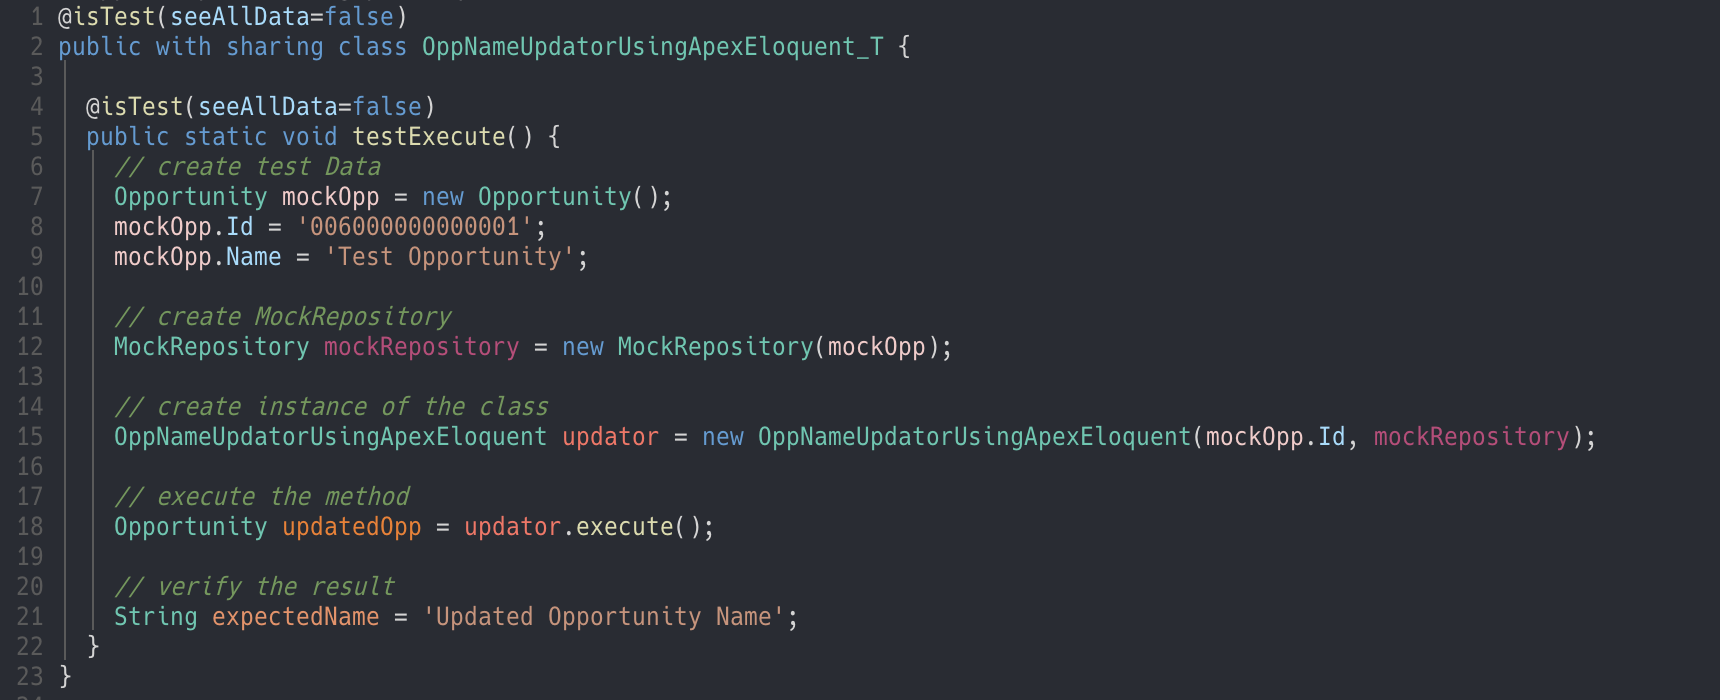 1 @isTest(seeAllData=false)
2 public with sharing class OppNameUpdatorUsingApexEloquent_T {
3
4 @isTest(seeAllData=false)
5 public static void testExecute() {
6 // create test Data
7 Opportunity mockOpp = new Opportunity();
8 mockOpp.Id = '006000000000001';
9 mockOpp.Name = 'Test Opportunity';
10
11 // create MockRepository
12 MockRepository mockRepository = new MockRepository(mockOpp);
13
14 // create instance of the class
15 OppNameUpdatorUsingApexEloquent updator = new OppNameUpdatorUsingApexEloquent(mockOpp.Id, mockRepository);
16
17 // execute the method
18 Opportunity updatedOpp = updator.execute();
19
20 // verify the result
21 String expectedName = 'Updated Opportunity Name';
22 }
23 }